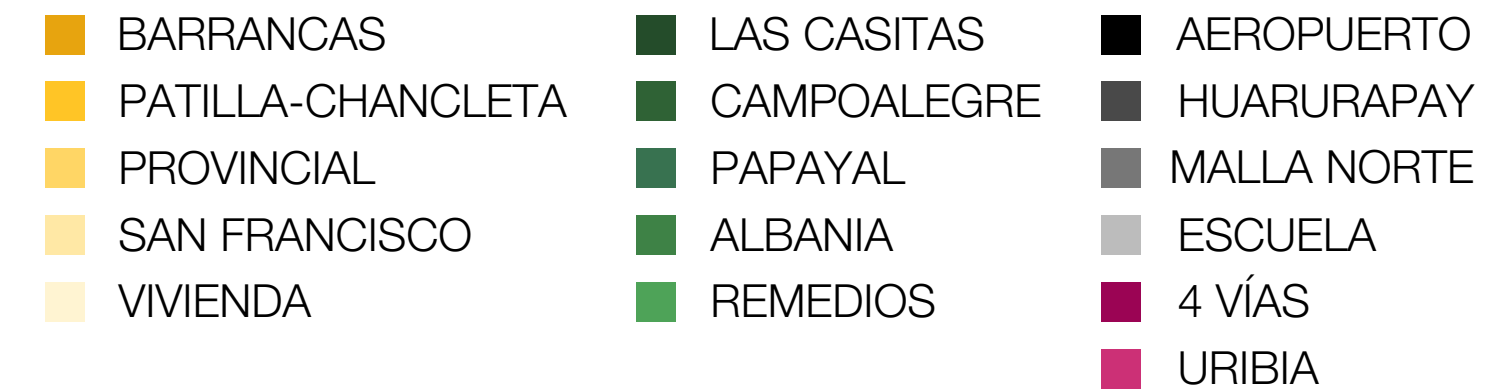 BARRANCAS
PATILLA-CHANCLETA
PROVINCIAL
SAN FRANCISCO
VIVIENDA
LAS CASITAS
CAMPOALEGRE
PAPAYAL
ALBANIA
REMEDIOS
AEROPUERTO
HUARURAPAY
MALLA NORTE
ESCUELA
4 VÍAS
URIBIA